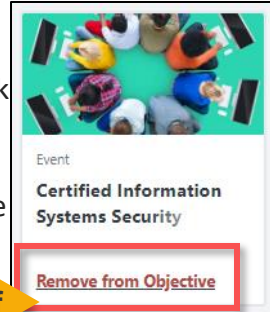 k
Event
Certified Information
e
Systems Security
Remove from Objective
f